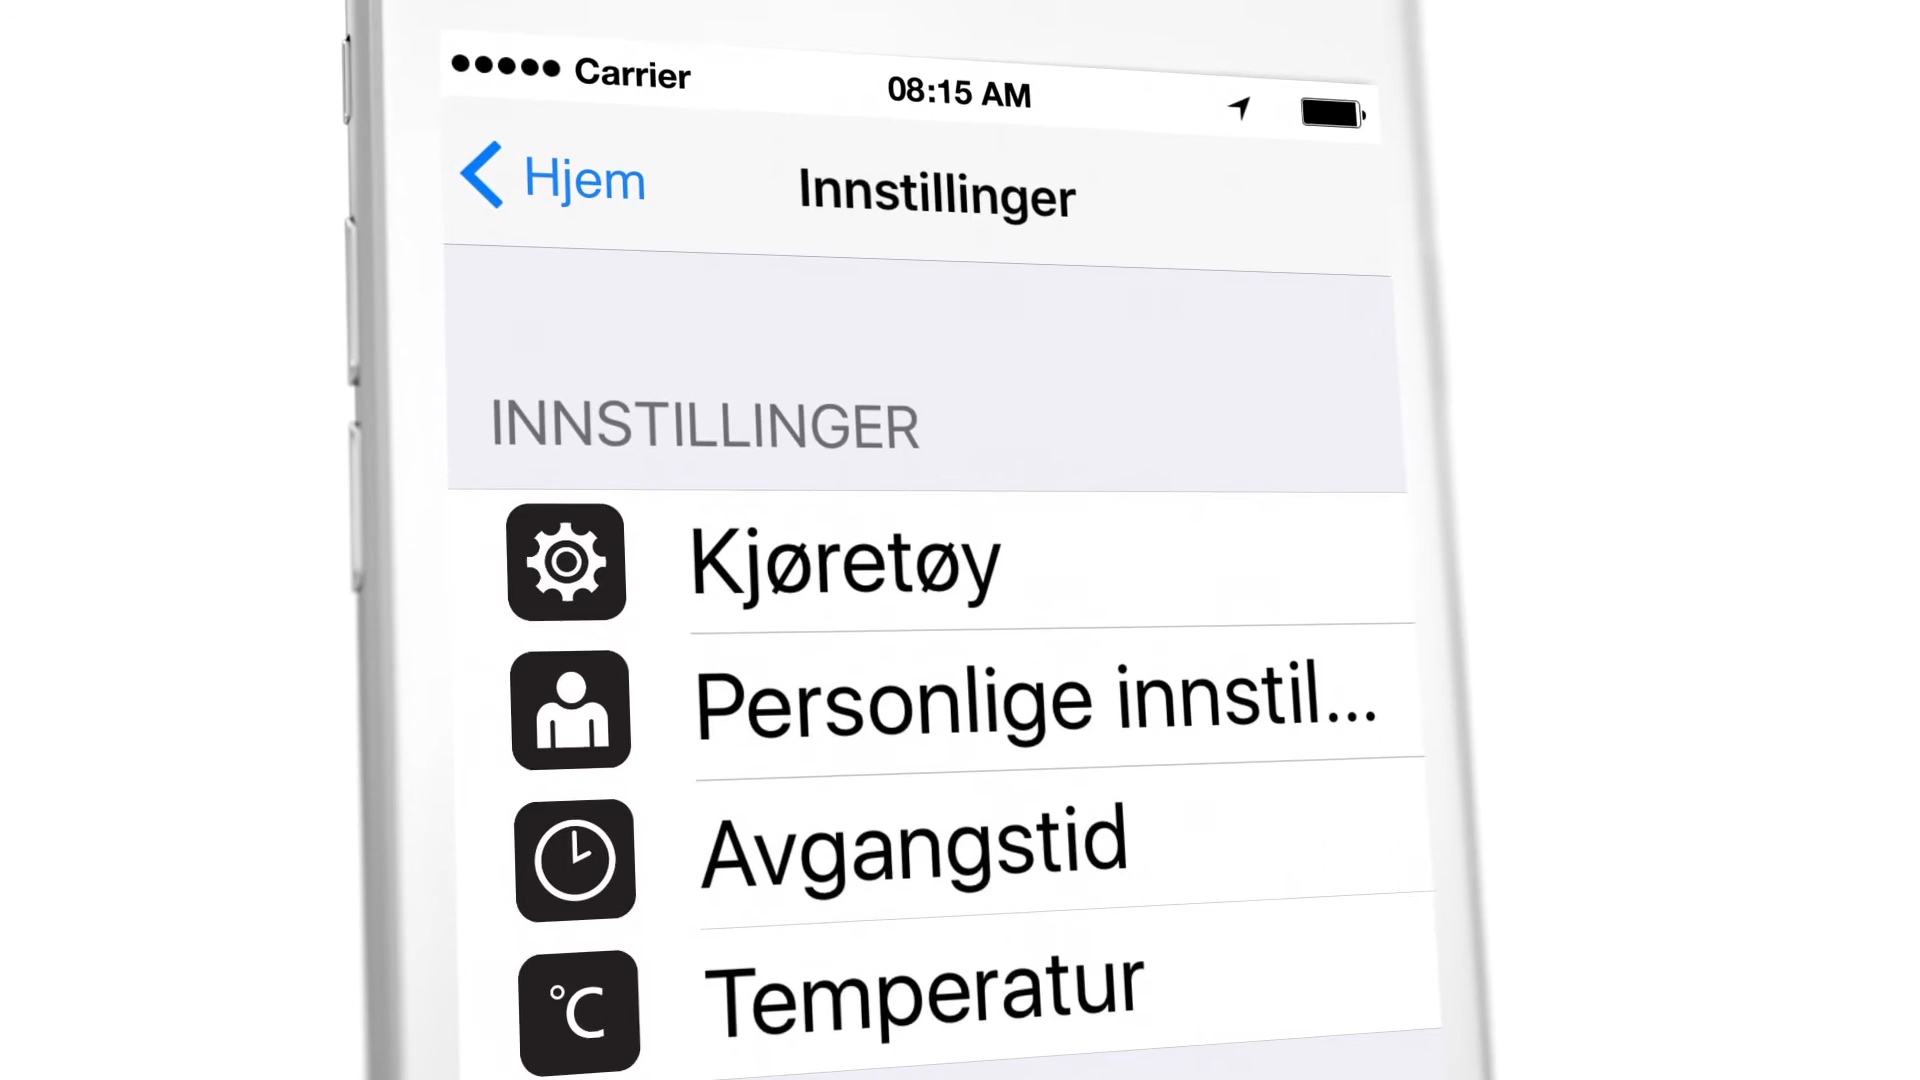 Carrier 08:15 AM
Hjem Innstillinger
INNSTILLINGER
Kjøretøy
Personlige innstil...
Avgangstid
°C Temperatur